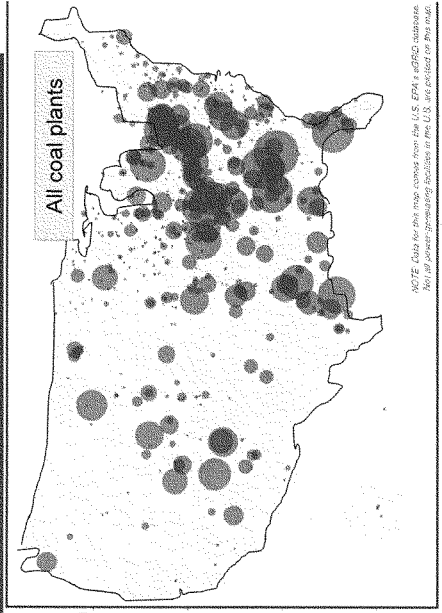 All coal plants
NOTE: Data for this map comes from the U.S. EPA's eGRID database.
Not all power-generating facilities in the U.S. are plotted on this map.